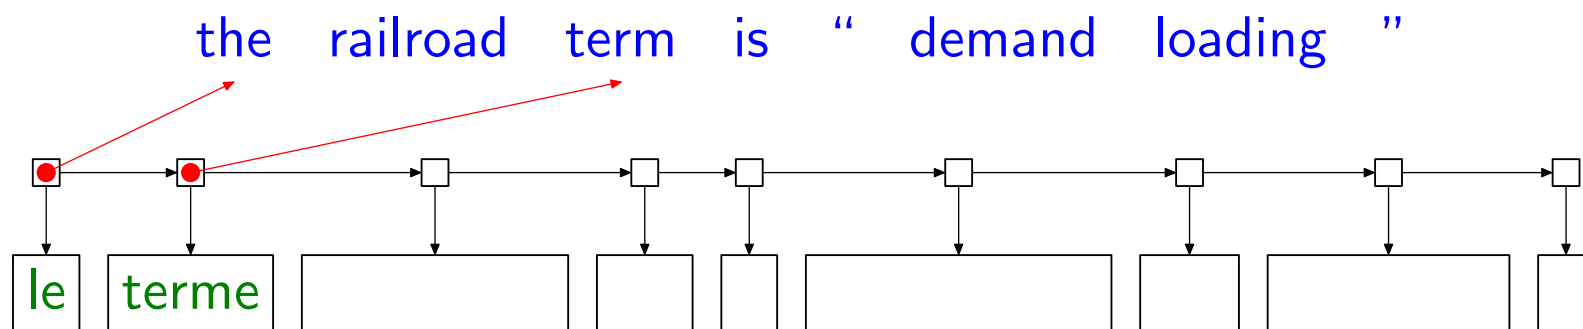 the railroad term is “ demand loading ”
le terme